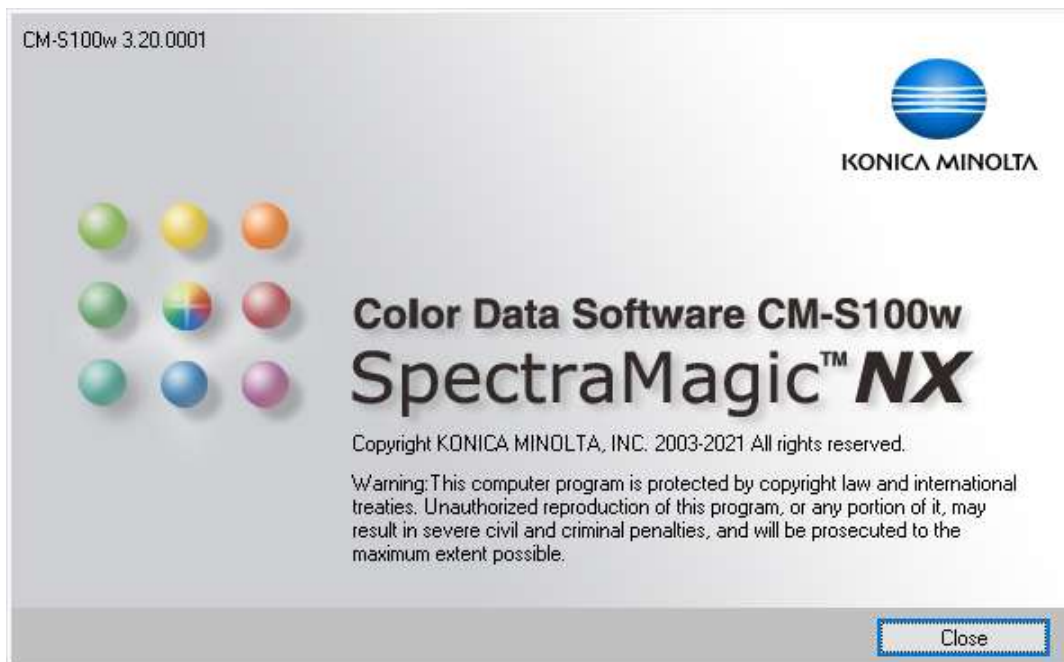 CM-S100w 3.20.0001
KONICA MINOLTA
Color Data Software CM-S100w
SpectraMagic™ NX
Copyright KONICA MINOLTA, INC. 2003-2021 All rights reserved.
Warning:This computer program is protected by copyright law and international
treaties. Unauthorized reproduction of this program, or any portion of it, may
result in severe civil and criminal penalties, and will be prosecuted to the
maximum extent possible.
Close